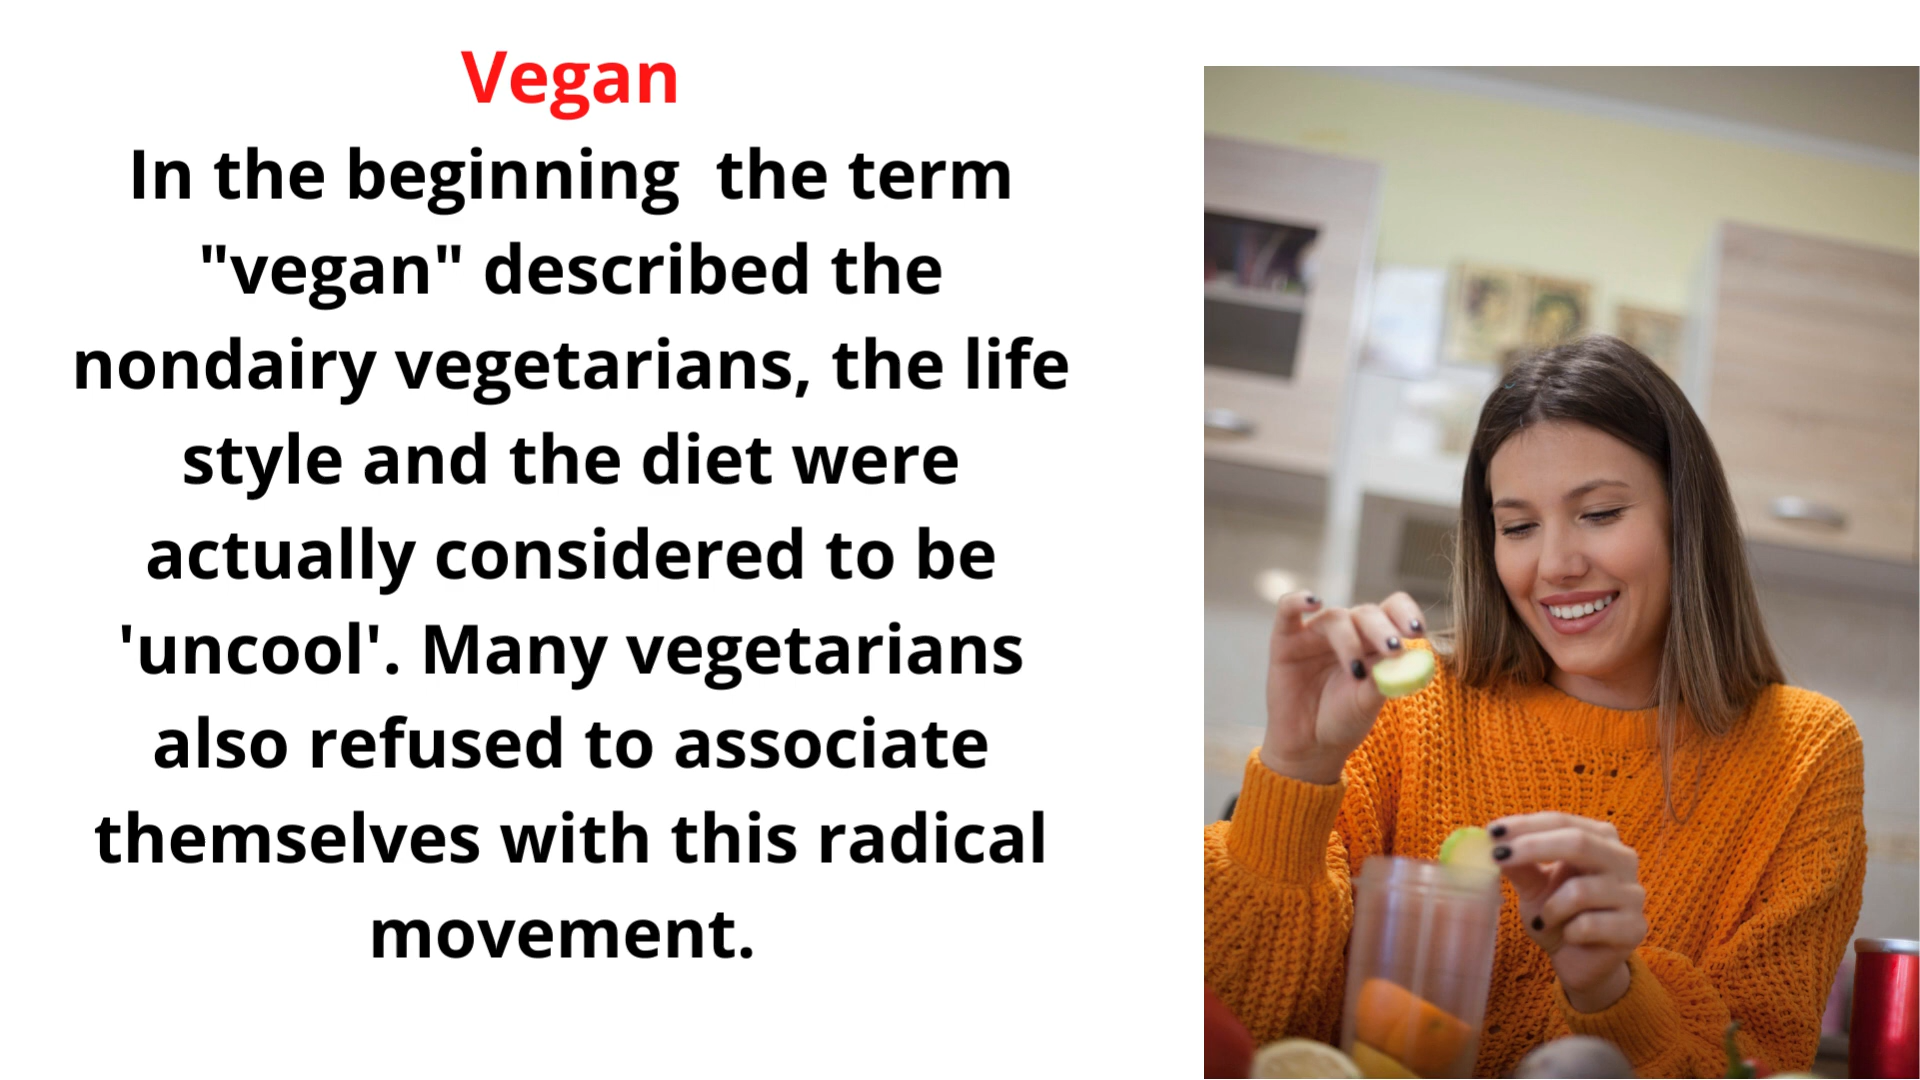 Vegan
In the beginning  the term
"vegan" described the
nondairy vegetarians, the life
style and the diet were
actually considered to be
'uncool'. Many vegetarians
also refused to associate
themselves with this radical
movement.